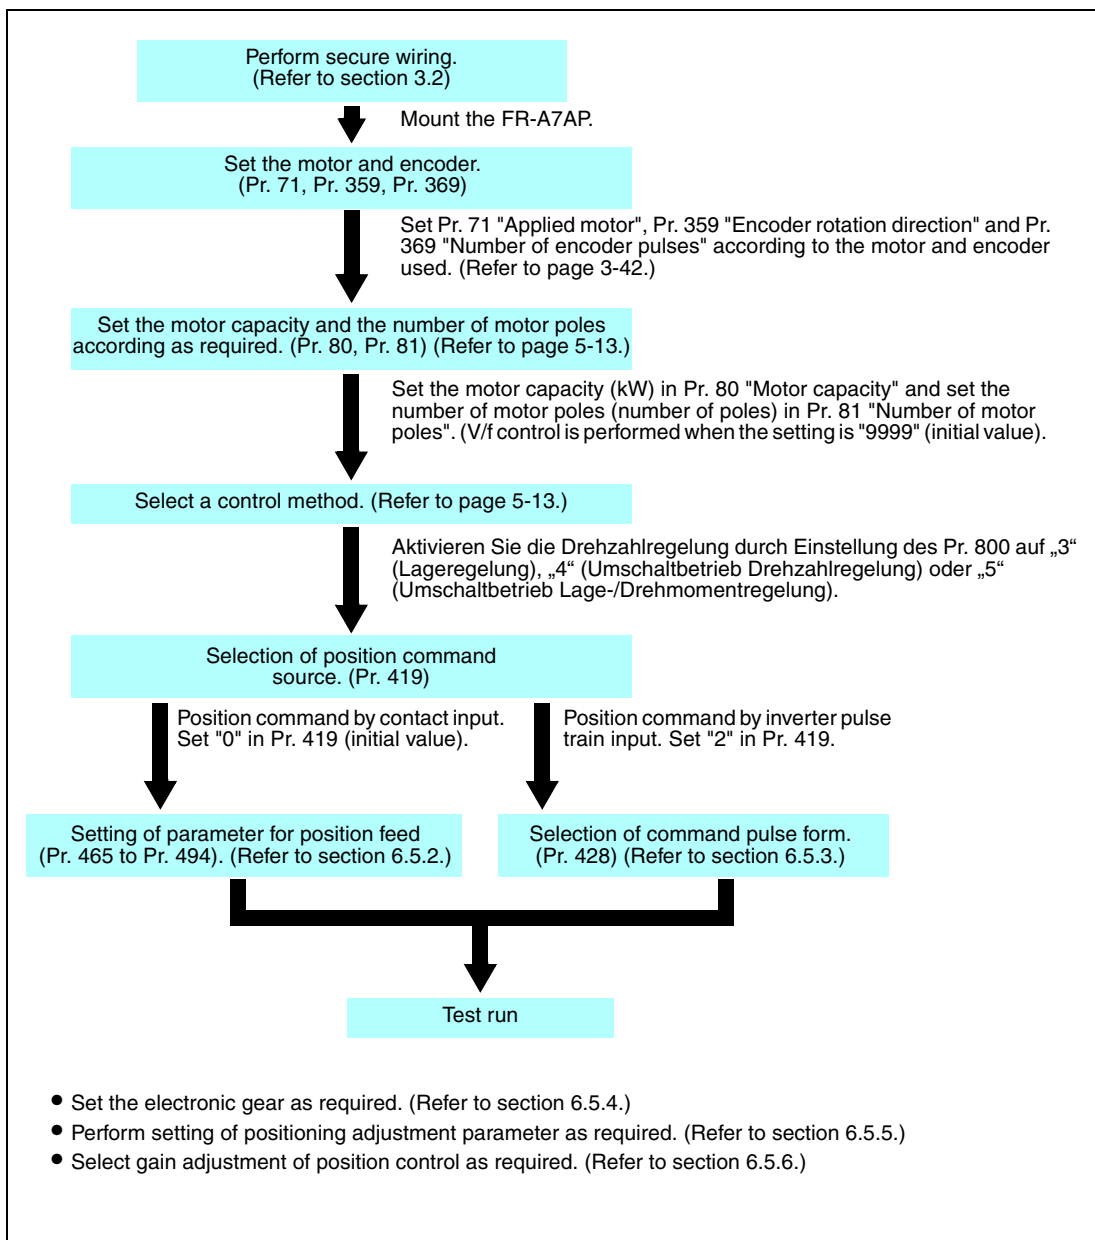 Perform secure wiring.
(Refer to section 3.2)
Mount the FR-A7AP.
Set the motor and encoder.
(Pr. 71, Pr. 359, Pr. 369)
Set Pr. 71 "Applied motor", Pr. 359 "Encoder rotation direction" and Pr.
369 "Number of encoder pulses" according to the motor and encoder
used. (Refer to page 3-42.)
Set the motor capacity and the number of motor poles
according as required. (Pr. 80, Pr. 81) (Refer to page 5-13.)
Set the motor capacity (kW) in Pr. 80 "Motor capacity" and set the
number of motor poles (number of poles) in Pr. 81 "Number of motor
poles". (V/f control is performed when the setting is "9999" (initial value).
Select a control method. (Refer to page 5-13.)
Aktivieren Sie die Drehzahlregelung durch Einstellung des Pr. 800 auf „3“
(Lageregelung), „4“ (Umschaltbetrieb Drehzahlregelung) oder „5“
(Umschaltbetrieb Lage-/Drehmomentregelung).
Selection of position command
source. (Pr. 419)
Position command by contact input.
Set "0" in Pr. 419 (initial value).
Position command by inverter pulse
train input. Set "2" in Pr. 419.
Setting of parameter for position feed
(Pr. 465 to Pr. 494). (Refer to section 6.5.2.)
Selection of command pulse form.
(Pr. 428) (Refer to section 6.5.3.)
Test run
● Set the electronic gear as required. (Refer to section 6.5.4.)
● Perform setting of positioning adjustment parameter as required. (Refer to section 6.5.5.)
● Select gain adjustment of position control as required. (Refer to section 6.5.6.)